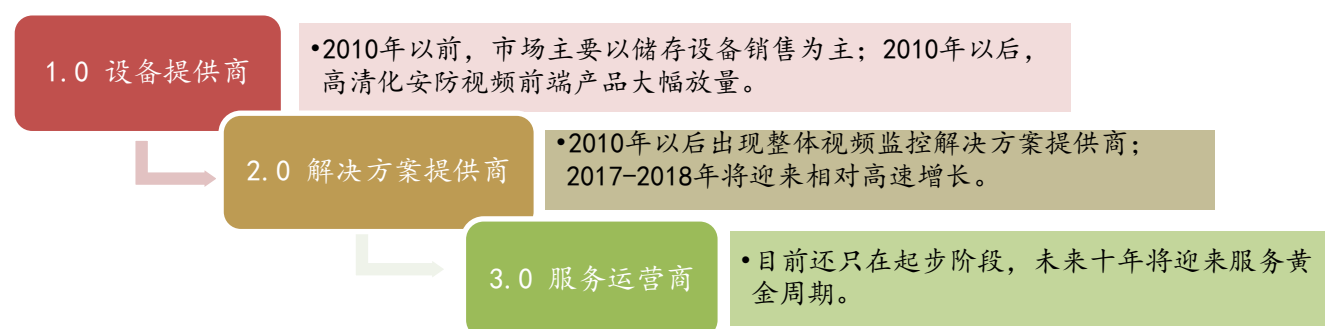 1.0 设备提供商
•2010年以前，市场主要以储存设备销售为主；2010年以后，
高清化安防视频前端产品大幅放量。
2.0 解决方案提供商
•2010年以后出现整体视频监控解决方案提供商；
2017-2018年将迎来相对高速增长。
3.0 服务运营商
•目前还只在起步阶段，未来十年将迎来服务黄
金周期。